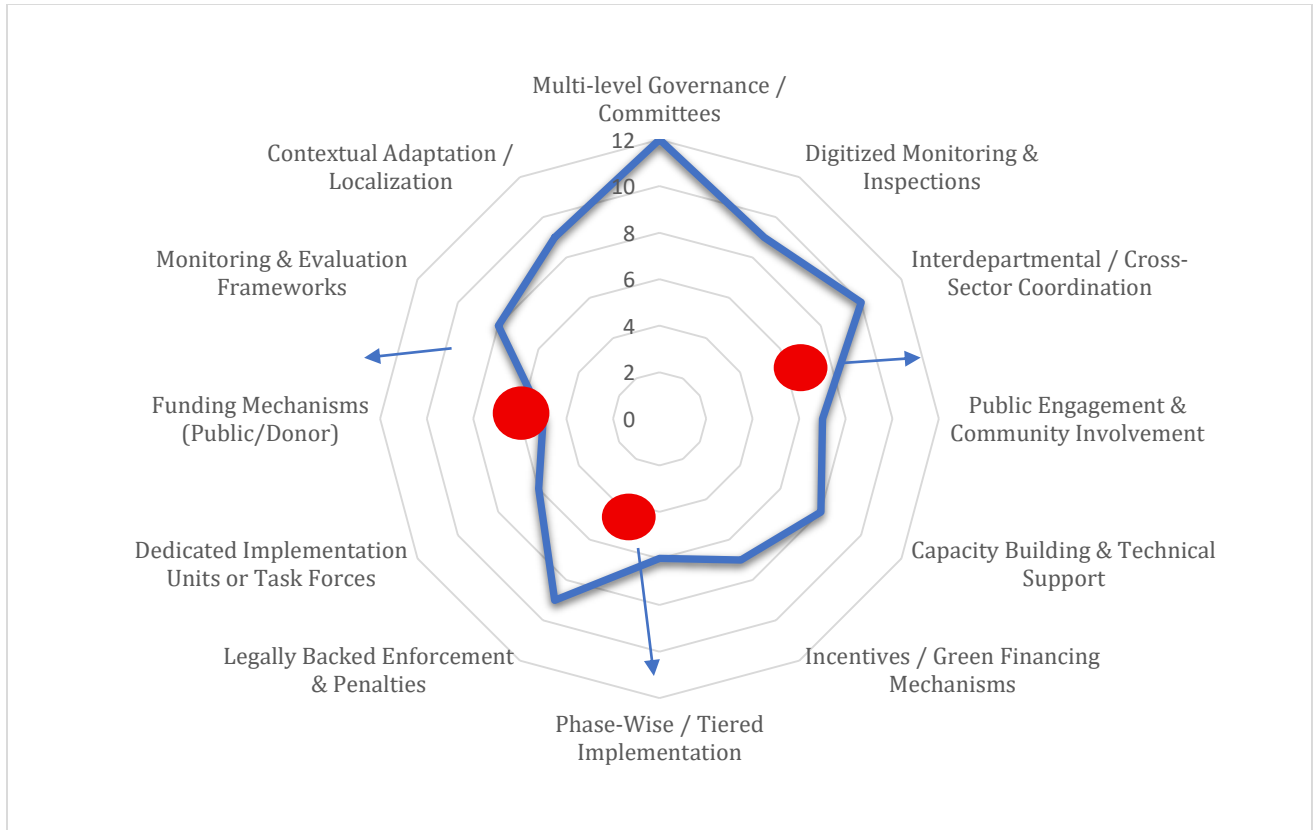 Multi-level Governance /
Committees
Digitized Monitoring &
Inspections
Interdepartmental / Cross-
Sector Coordination
Public Engagement &
Community Involvement
Capacity Building & Technical
Support
Incentives / Green Financing
Mechanisms
Phase-Wise / Tiered
Implementation
Legally Backed Enforcement
& Penalties
Dedicated Implementation
Units or Task Forces
Funding Mechanisms
(Public/Donor)
Monitoring & Evaluation
Frameworks
Contextual Adaptation /
Localization
12
10
8
6
4
2
0